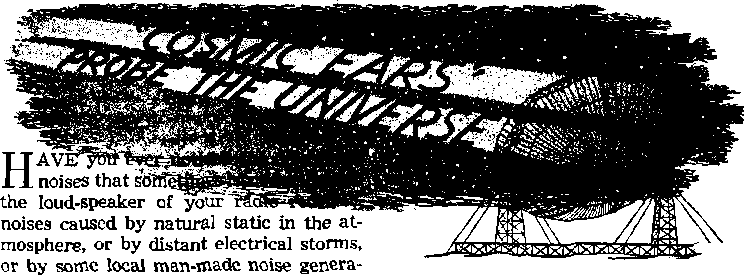 "COSMIC EARS"
PROBE THE UNIVERSE
HAVE you ever
noises that
the loud-speaker of your radio
noises caused by natural static in the at-
mosphere, or by distant electrical storms,
or by some local man-made noise genera-